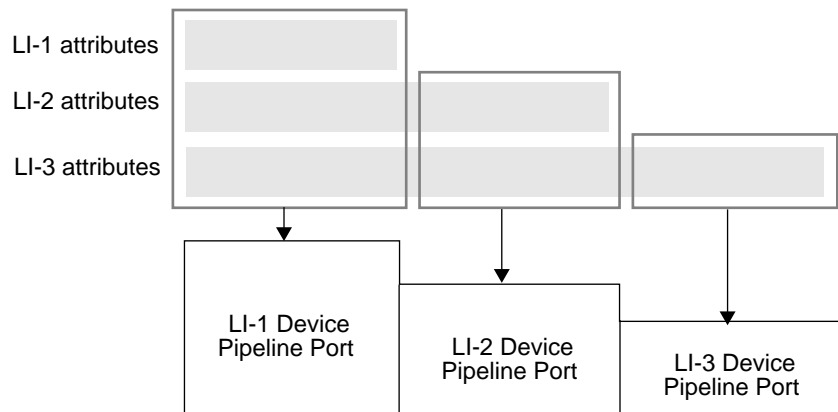 LI-1 attributes
LI-2 attributes
LI-3 attributes
LI-1 Device
Pipeline Port
LI-2 Device
Pipeline Port
LI-3 Device
Pipeline Port